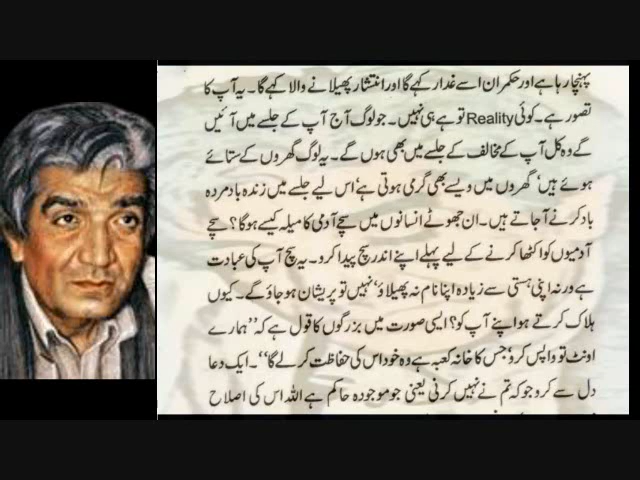 پہنچا رہا ہے اور حکمران اسے غدار کہے گا اور انتشار پھیلانے والا کہے گا۔ یہ آپ کا
تصور ہے۔ کوئی Reality تو ہے ہی نہیں۔ جو لوگ آج آپ کے جلسے میں آئیں
گے وہ کل آپ کے مخالف کے جلسے میں بھی ہوں گے۔ یہ لوگ گھروں کے ستائے
ہوئے ہیں، گھروں میں ویسے بھی گرمی ہوتی ہے، اس لیے جلسے میں زندہ باد مردہ
باد کرنے آ جاتے ہیں۔ ان جھوٹے انسانوں میں سچے آدمی کا میلہ کیسے ہوگا؟ سچے
آدمیوں کو اکٹھا کرنے کے لیے پہلے اپنے اندر سچ پیدا کرو۔ یہ سچ آپ کی عبادت
ہے ورنہ اپنی ہستی سے زیادہ اپنا نام نہ پھیلاؤ، نہیں تو پریشان ہو جاؤ گے۔ کیوں
ہلاک کرتے ہو اپنے آپ کو؟ ایسی صورت میں بزرگوں کا قول ہے کہ ’’ہمارے
اونٹ تو واپس کرو، جس کا خانہ کعبہ ہے وہ خود اس کی حفاظت کر لے گا‘‘۔ ایک دعا
دل سے کرو جو کہ تم نے نہیں کرنی یعنی جو موجودہ حاکم ہے اللہ اس کی اصلاح